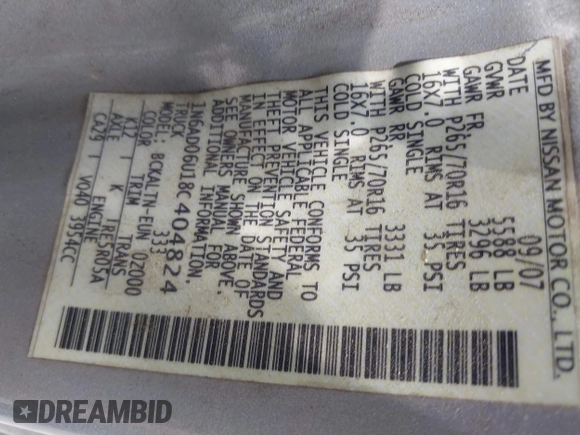 MFD BY NISSAN MOTOR CO., LTD.
DATE 09/07
GVWR 5588 LB
GAWR FR. 3296 LB
WITH P265/70R16 TIRES
16X7.0 RIMS AT 35 PSI
COLD SINGLE
GAWR RR. 3331 LB
WITH P265/70R16 TIRES
16X7.0 RIMS AT 35 PSI
COLD SINGLE
THIS VEHICLE CONFORMS TO
ALL APPLICABLE FEDERAL
MOTOR VEHICLE SAFETY AND
THEFT PREVENTION STANDARDS
IN EFFECT ON THE DATE OF
MANUFACTURE SHOWN ABOVE.
SEE OWNERS MANUAL FOR
ADDITIONAL INFORMATION.
1N6AD06U18C404824
TRUCK 333
MODEL: BCKALTN-EUN 02000
COLOR TRIM TRANS
K12 I K RE5R05A
AXLE ENGINE
CA29 I VQ40 3954CC
DREAMBID